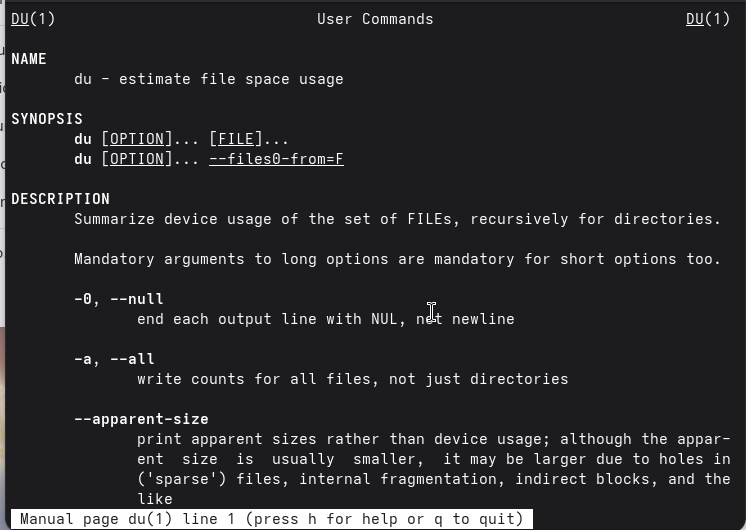 DU(1) User Commands DU(1)
NAME
du - estimate file space usage
SYNOPSIS
du [OPTION]... [FILE]...
du [OPTION]... --files0-from=F
DESCRIPTION
Summarize device usage of the set of FILEs, recursively for directories.
Mandatory arguments to long options are mandatory for short options too.
-0, --null
end each output line with NUL, not newline
-a, --all
write counts for all files, not just directories
--apparent-size
print apparent sizes rather than device usage; although the appar-
ent size is usually smaller, it may be larger due to holes in
('sparse') files, internal fragmentation, indirect blocks, and the
like
Manual page du(1) line 1 (press h for help or q to quit)